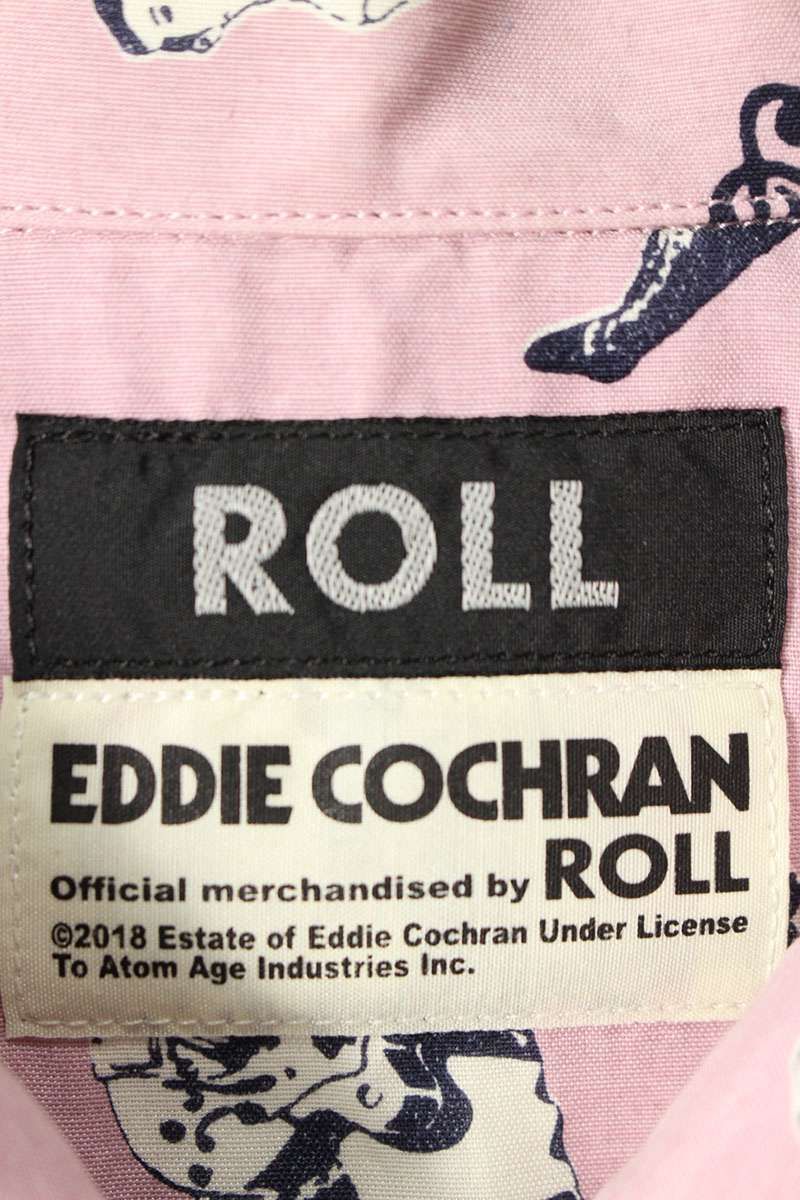 ROLL
EDDIE COCHRAN
Official merchandised by ROLL
©2018 Estate of Eddie Cochran Under License
To Atom Age Industries Inc.